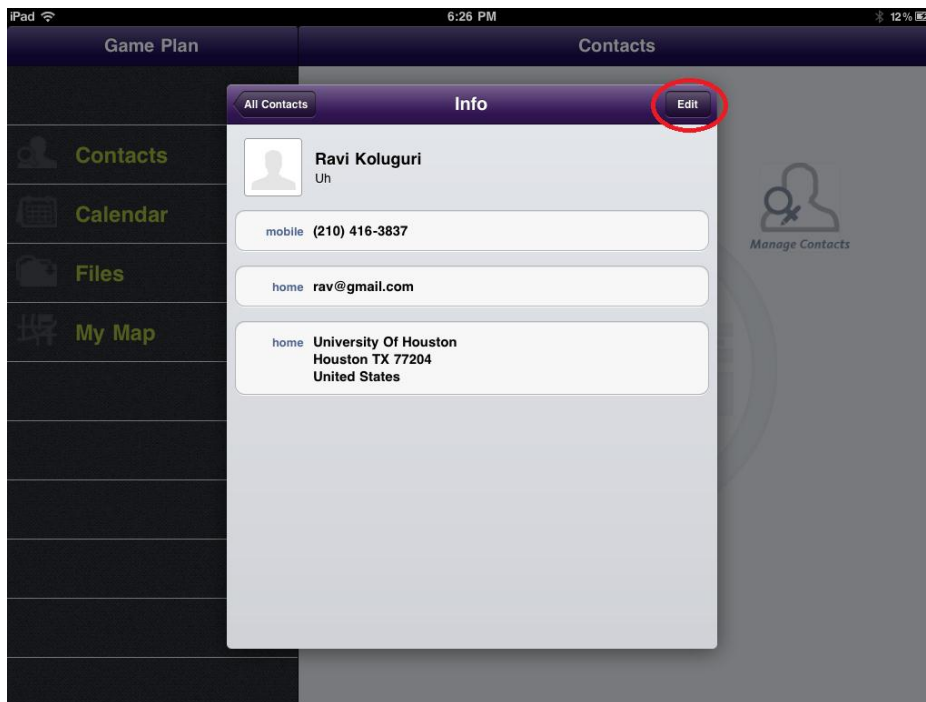 iPad 6:26 PM 12%
Game Plan
Contacts
All Contacts Info Edit
Ravi Koluguri
Uh
mobile (210) 416-3837
home rav@gmail.com
home University Of Houston
Houston TX 77204
United States
Contacts
Calendar
Files
My Map
Manage Contacts